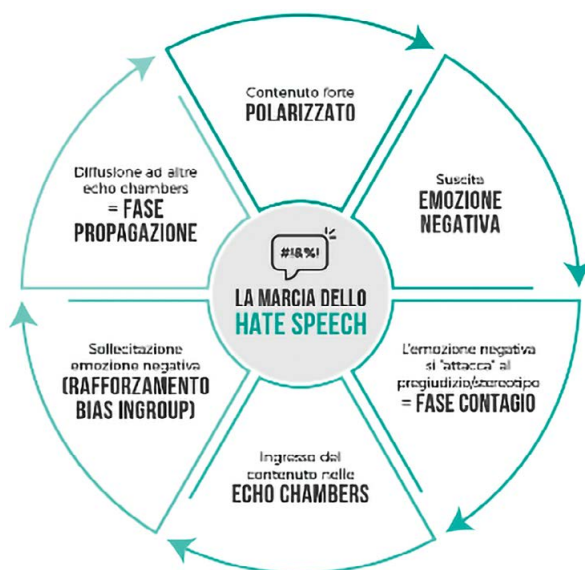 Contenuto forte
POLARIZZATO
Suscita
EMOZIONE
NEGATIVA
L'emozione negativa
si "attacca" al
pregiudizio/stereotipo
= FASE CONTAGIO
Ingresso del
contenuto nelle
ECHO CHAMBERS
Sollecitazione
emozione negativa
(RAFFORZAMENTO
BIAS INGROUP)
Diffusione ad altre
echo chambers
= FASE
PROPAGAZIONE
#!&%!
LA MARCIA DELLO
HATE SPEECH